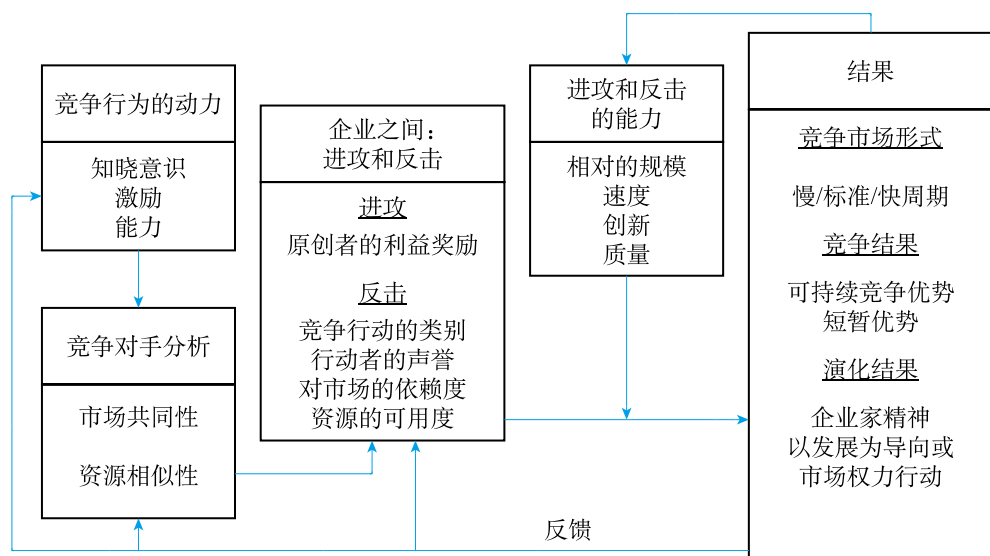 竞争行为的动力
知晓意识
激励
能力
竞争对手分析
市场共同性
资源相似性
企业之间：
进攻和反击
进攻
原创者的利益奖励
反击
竞争行动的类别
行动者的声誉
对市场的依赖度
资源的可用度
进攻和反击
的能力
相对的规模
速度
创新
质量
结果
竞争市场形式
慢/标准/快周期
竞争结果
可持续竞争优势
短暂优势
演化结果
企业家精神
以发展为导向或
市场权力行动
反馈